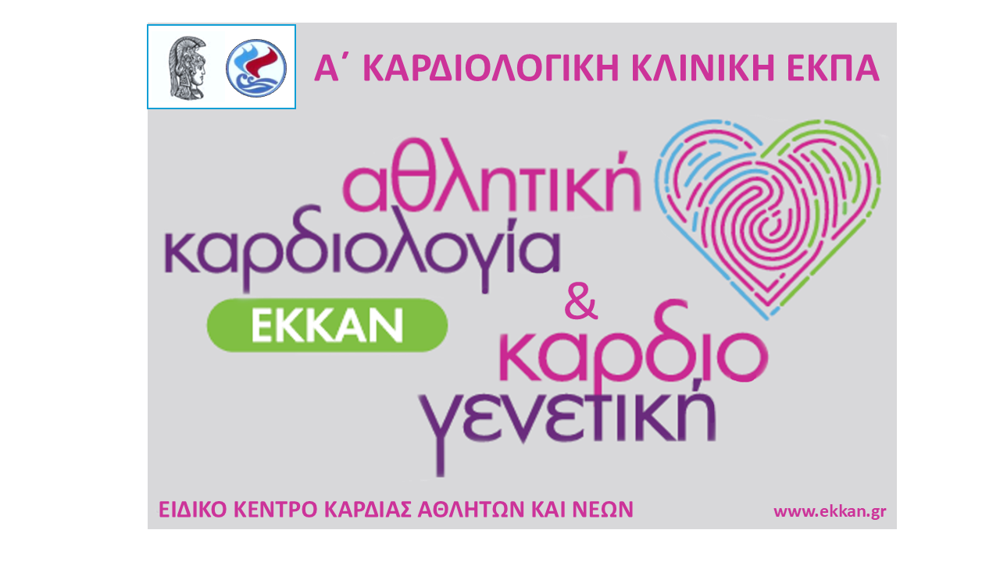 Α΄ ΚΑΡΔΙΟΛΟΓΙΚΗ ΚΛΙΝΙΚΗ ΕΚΠΑ
αθλητική
καρδιολογία
ΕΚΚΑΝ
&
καρδιο
γενετική
ΕΙΔΙΚΟ ΚΕΝΤΡΟ ΚΑΡΔΙΑΣ ΑΘΛΗΤΩΝ ΚΑΙ ΝΕΩΝ
www.ekkan.gr